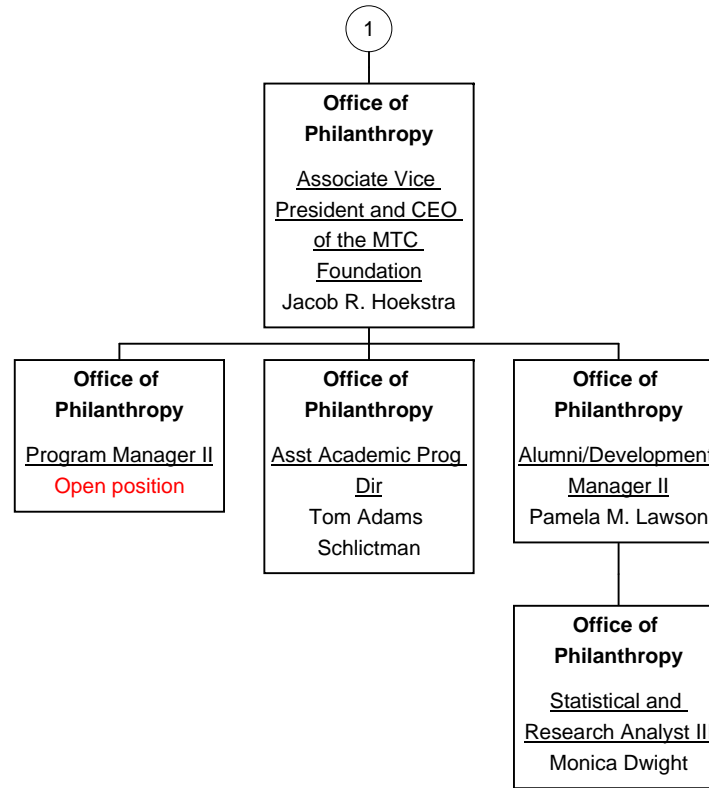 1
Office of
Philanthropy
Associate Vice
President and CEO
of the MTC
Foundation
Jacob R. Hoekstra
Office of
Philanthropy
Program Manager II
Open position
Office of
Philanthropy
Asst Academic Prog
Dir
Tom Adams
Schlictman
Office of
Philanthropy
Alumni/Development
Manager II
Pamela M. Lawson
Office of
Philanthropy
Statistical and
Research Analyst II
Monica Dwight